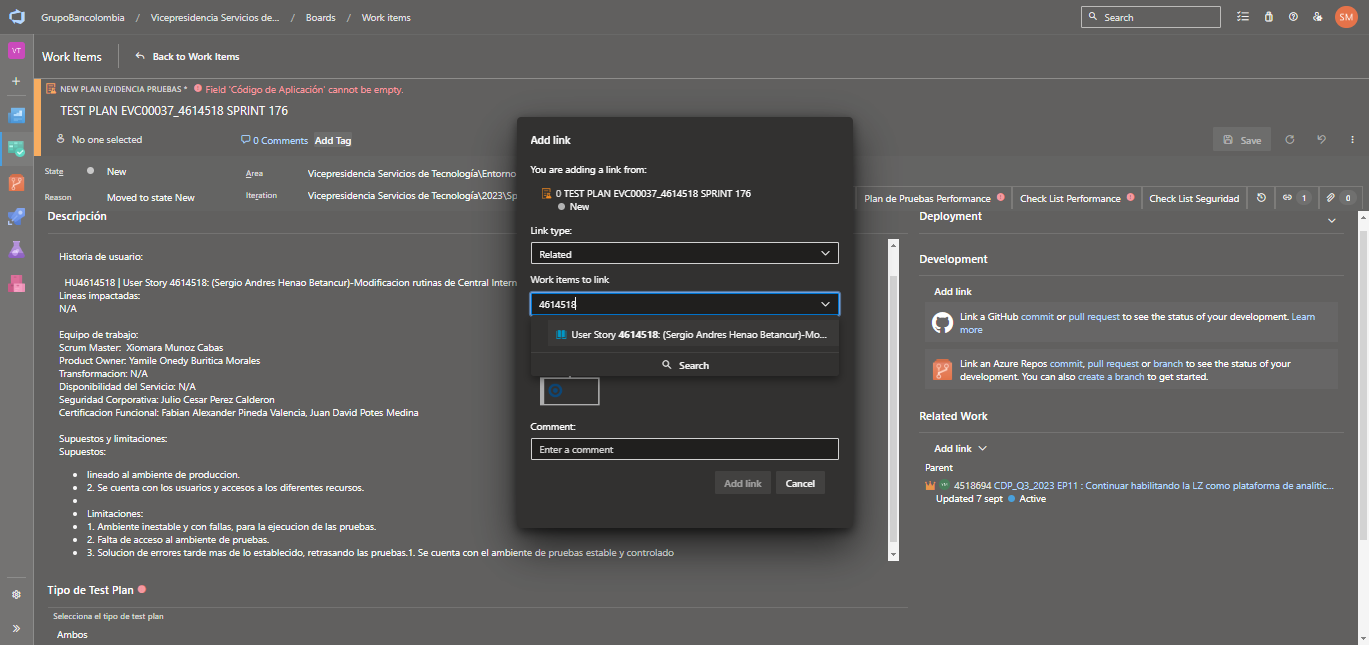 GrupoBancolombia / Vicepresidencia Servicios de... / Boards / Work items
Search
SM
VT
Work Items
Back to Work Items
NEW PLAN EVIDENCIA PRUEBAS * Field 'Código de Aplicación' cannot be empty.
TEST PLAN EVC00037_4614518 SPRINT 176
No one selected
0 Comments
Add Tag
Save
State
New
Area
Vicepresidencia Servicios de Tecnología\Entorno
Reason
Moved to state New
Iteration
Vicepresidencia Servicios de Tecnología\2023\Sp
Plan de Pruebas Performance
Check List Performance
Check List Seguridad
1
0
Descripción
Historia de usuario:
HU4614518 | User Story 4614518: (Sergio Andres Henao Betancur)-Modificacion rutinas de Central Intern
Lineas impactadas:
N/A
Equipo de trabajo:
Scrum Master: Xiomara Munoz Cabas
Product Owner: Yamile Onedy Buritica Morales
Transformacion: N/A
Disponibilidad del Servicio: N/A
Seguridad Corporativa: Julio Cesar Perez Calderon
Certificacion Funcional: Fabian Alexander Pineda Valencia, Juan David Potes Medina
Supuestos y limitaciones:
Supuestos:
• lineado al ambiente de produccion.
• 2. Se cuenta con los usuarios y accesos a los diferentes recursos.
•
• Limitaciones:
• 1. Ambiente inestable y con fallas, para la ejecucion de las pruebas.
• 2. Falta de acceso al ambiente de pruebas.
• 3. Solucion de errores tarde mas de lo establecido, retrasando las pruebas.1. Se cuenta con el ambiente de pruebas estable y controlado
Tipo de Test Plan
Selecciona el tipo de test plan
Ambos
Add link
You are adding a link from:
0 TEST PLAN EVC00037_4614518 SPRINT 176
New
Link type:
Related
Work items to link
4614518
User Story 4614518: (Sergio Andres Henao Betancur)-Mo...
Search
Comment:
Enter a comment
Add link
Cancel
Deployment
Development
Add link
Link a GitHub commit or pull request to see the status of your development. Learn
more
Link an Azure Repos commit, pull request or branch to see the status of your
development. You can also create a branch to get started.
Related Work
Add link
Parent
4518694 CDP_Q3_2023 EP11 : Continuar habilitando la LZ como plataforma de analitic...
Updated 7 sept Active